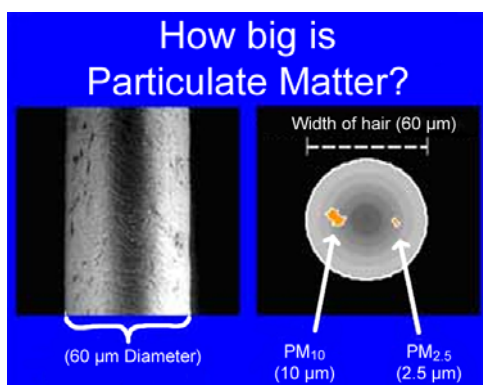 How big is
Particulate Matter?
Width of hair (60 μm)
(60 μm Diameter)
PM₁₀
(10 μm)
PM₂.₅
(2.5 μm)